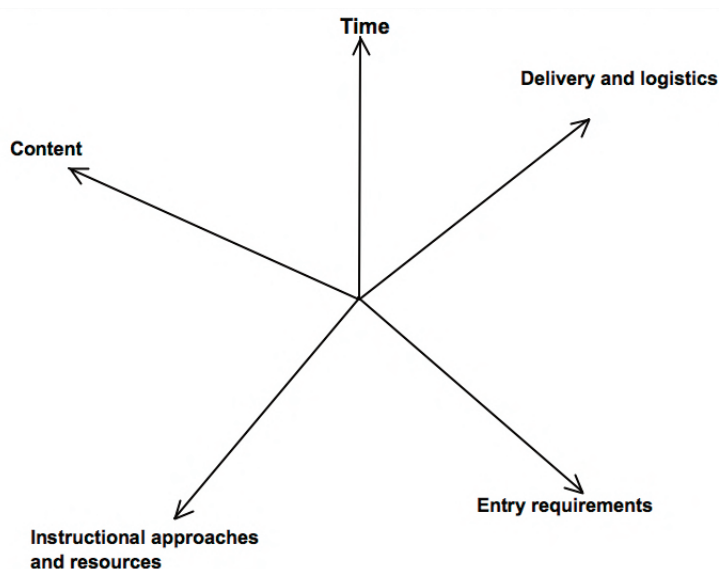 Time
Delivery and logistics
Content
Entry requirements
Instructional approaches
and resources